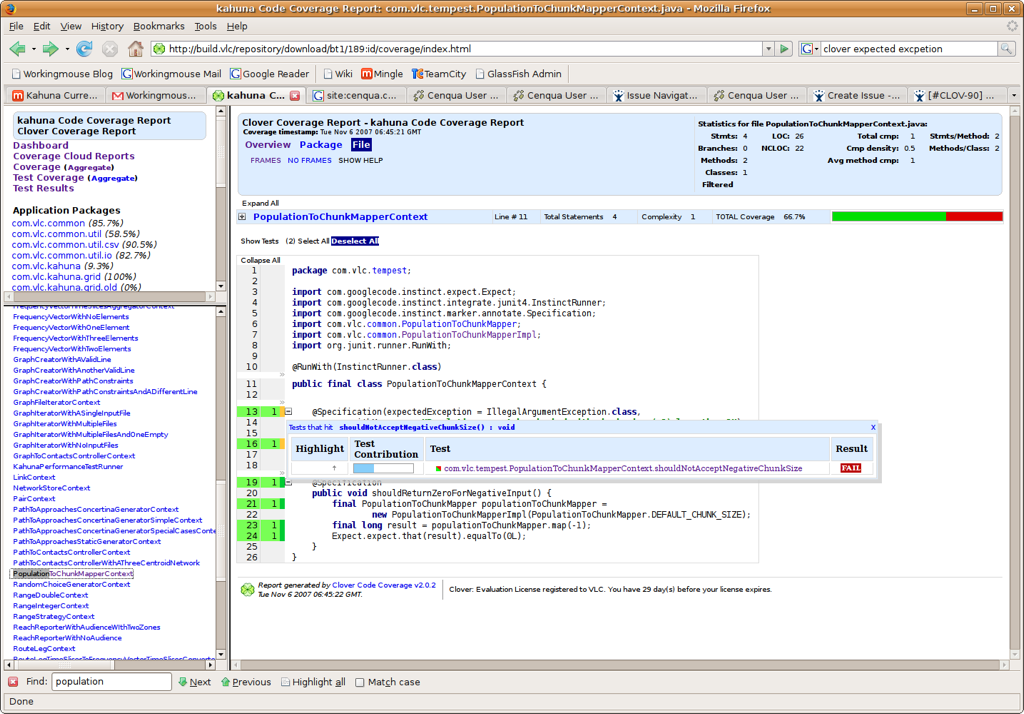 kahuna Code Coverage Report: com.vlc.tempest.PopulationToChunkMapperContext.java - Mozilla Firefox
File Edit View History Bookmarks Tools Help
http://build.vlc/repository/download/bt1/189:id/coverage/index.html
clover expected excpetion
Workingmouse Blog Workingmouse Mail Google Reader Wiki Mingle TeamCity GlassFish Admin
Kahuna Curre... Workingmous... kahuna C... site:cenqua.c... Cenqua User ... Cenqua User ... Issue Navigat... Cenqua User ... Create Issue -... [#CLOV-90] ...
kahuna Code Coverage Report
Clover Coverage Report
Dashboard
Coverage Cloud Reports
Coverage (Aggregate)
Test Coverage (Aggregate)
Test Results
Application Packages
com.vlc.common (85.7%)
com.vlc.common.util (58.5%)
com.vlc.common.util.csv (90.5%)
com.vlc.common.util.io (82.7%)
com.vlc.kahuna (9.3%)
com.vlc.kahuna.grid (100%)
com.vlc.kahuna.grid.old (0%)
FrequencyVectorWithNoElements
FrequencyVectorWithOneElement
FrequencyVectorWithThreeElements
FrequencyVectorWithTwoElements
GraphCreatorWithAValidLine
GraphCreatorWithAnotherValidLine
GraphCreatorWithPathConstraints
GraphCreatorWithPathConstraintsAndADifferentLine
GraphFileIteratorContext
GraphIteratorWithASingleInputFile
GraphIteratorWithMultipleFiles
GraphIteratorWithMultipleFilesAndOneEmpty
GraphIteratorWithNoInputFiles
GraphToContactsControllerContext
KahunaPerformanceTestRunner
LinkContext
NetworkStoreContext
PairContext
PathToApproachesConcertinaGeneratorContext
PathToApproachesConcertinaGeneratorSimpleContext
PathToApproachesConcertinaGeneratorSpecialCasesConte
PathToApproachesStaticGeneratorContext
PathToContactsControllerContext
PathToContactsControllerWithAThreeCentroidNetwork
PopulationToChunkMapperContext
RandomChoiceGeneratorContext
RangeDoubleContext
RangeIntegerContext
RangeStrategyContext
ReachReporterWithAudienceWithTwoZones
ReachReporterWithNoAudience
RouteLegContext
Clover Coverage Report - kahuna Code Coverage Report
Coverage timestamp: Tue Nov 6 2007 06:45:21 GMT
Overview Package File
FRAMES NO FRAMES SHOW HELP
Statistics for file PopulationToChunkMapperContext.java:
Stmts: 4 LOC: 26 Total cmp: 1 Stmts/Method: 2
Branches: 0 NCLOC: 22 Cmp density: 0.5 Methods/Class: 2
Methods: 2 Avg method cmp: 1
Classes: 1
Filtered
Expand All
PopulationToChunkMapperContext Line # 11 Total Statements 4 Complexity 1 TOTAL Coverage 66.7%
Show Tests (2) Select All Deselect All
Collapse All
1 package com.vlc.tempest;
2
3 import com.googlecode.instinct.expect.Expect;
4 import com.googlecode.instinct.integrate.junit4.InstinctRunner;
5 import com.googlecode.instinct.marker.annotate.Specification;
6 import com.vlc.common.PopulationToChunkMapper;
7 import com.vlc.common.PopulationToChunkMapperImpl;
8 import org.junit.runner.RunWith;
9
10 @RunWith(InstinctRunner.class)
11 public final class PopulationToChunkMapperContext {
12
13 1 @Specification(expectedException = IllegalArgumentException.class,
14
15
16 1
17
18
Tests that hit shouldNotAcceptNegativeChunkSize() : void X
Highlight Test Contribution Test Result
↑ com.vlc.tempest.PopulationToChunkMapperContext.shouldNotAcceptNegativeChunkSize FAIL
19 1 @Specification
20 public void shouldReturnZeroForNegativeInput() {
21 1 final PopulationToChunkMapper populationToChunkMapper =
22 new PopulationToChunkMapperImpl(PopulationToChunkMapper.DEFAULT_CHUNK_SIZE);
23 1 final long result = populationToChunkMapper.map(-1);
24 1 Expect.expect.that(result).equalTo(0L);
25 }
26 }
Report generated by Clover Code Coverage v2.0.2
Tue Nov 6 2007 06:45:22 GMT.
Clover: Evaluation License registered to VLC. You have 29 day(s) before your license expires.
Find: population Next Previous Highlight all Match case
Done